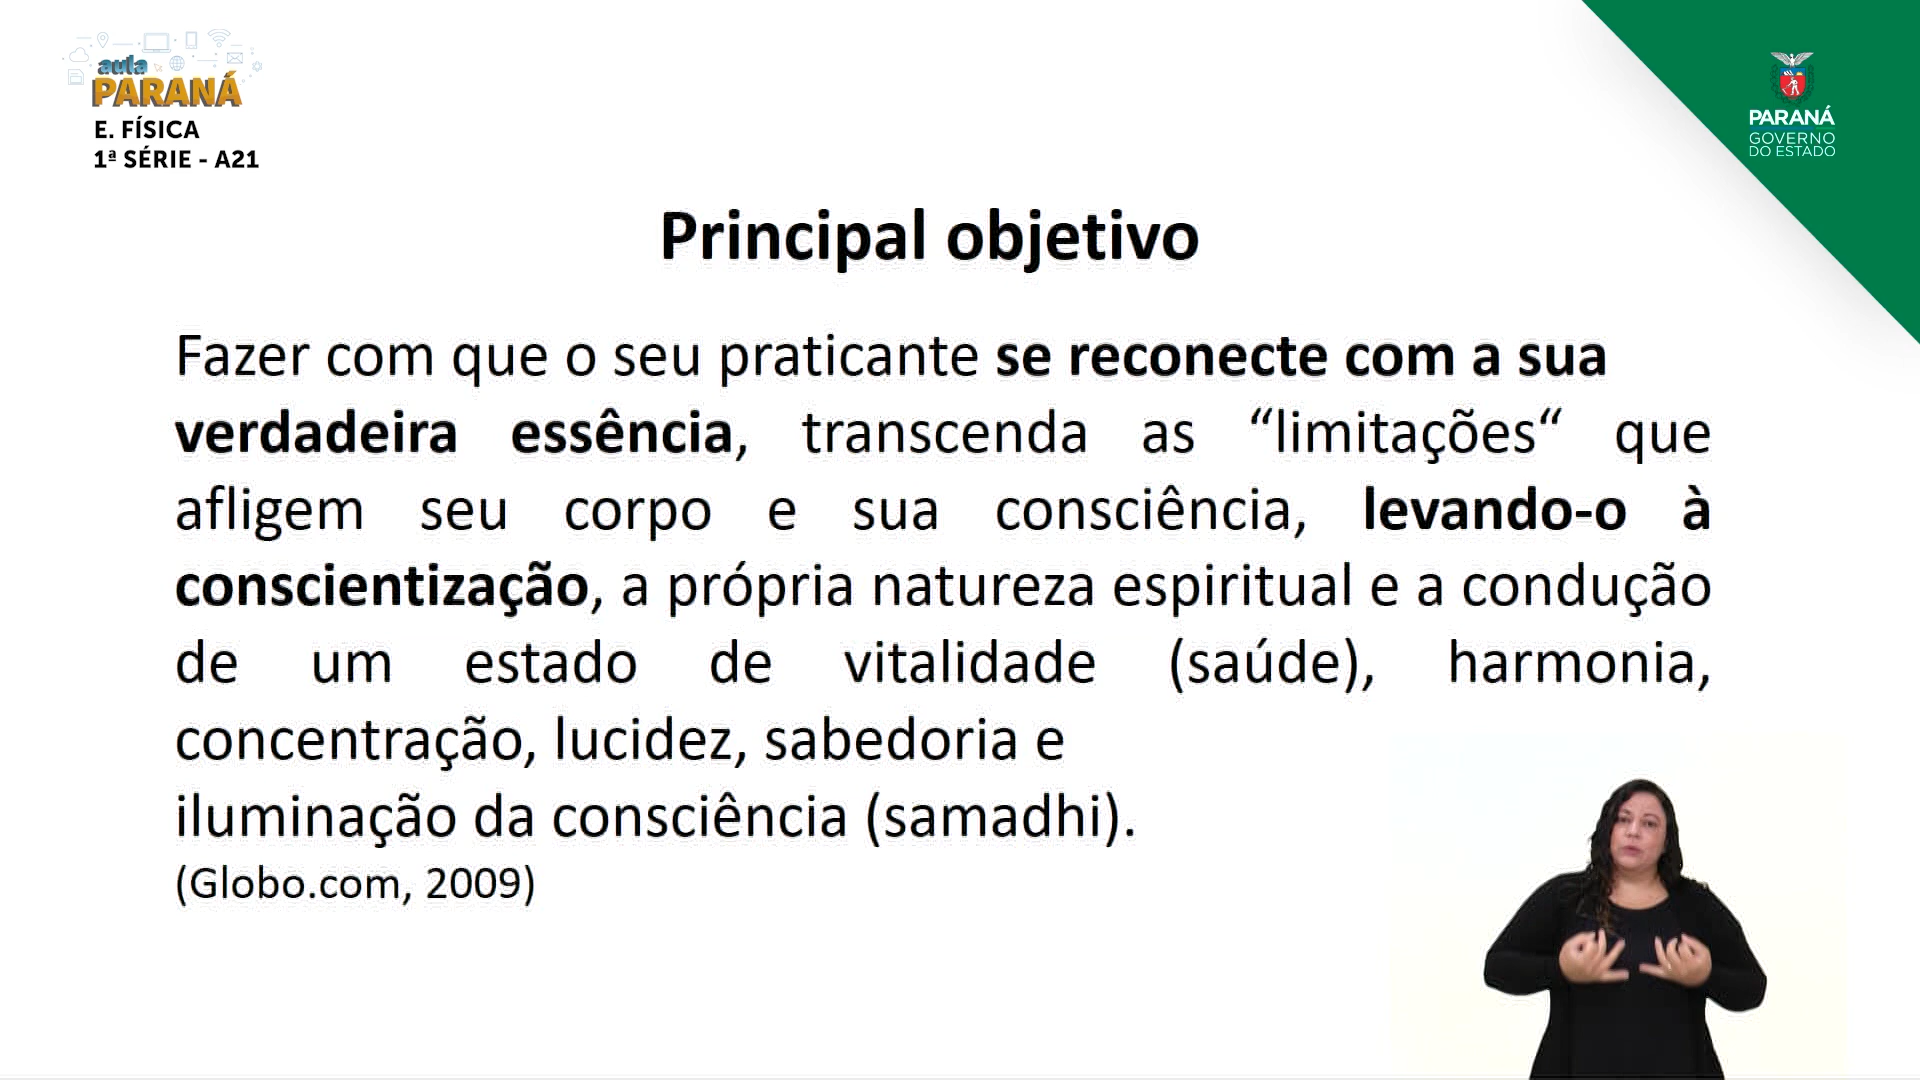 aula
PARANÁ
E. FÍSICA
1ª SÉRIE - A21
PARANÁ
GOVERNO
DO ESTADO
Principal objetivo
Fazer com que o seu praticante se reconecte com a sua
verdadeira essência, transcenda as “limitações“ que
afligem seu corpo e sua consciência, levando-o à
conscientização, a própria natureza espiritual e a condução
de um estado de vitalidade (saúde), harmonia,
concentração, lucidez, sabedoria e
iluminação da consciência (samadhi).
(Globo.com, 2009)